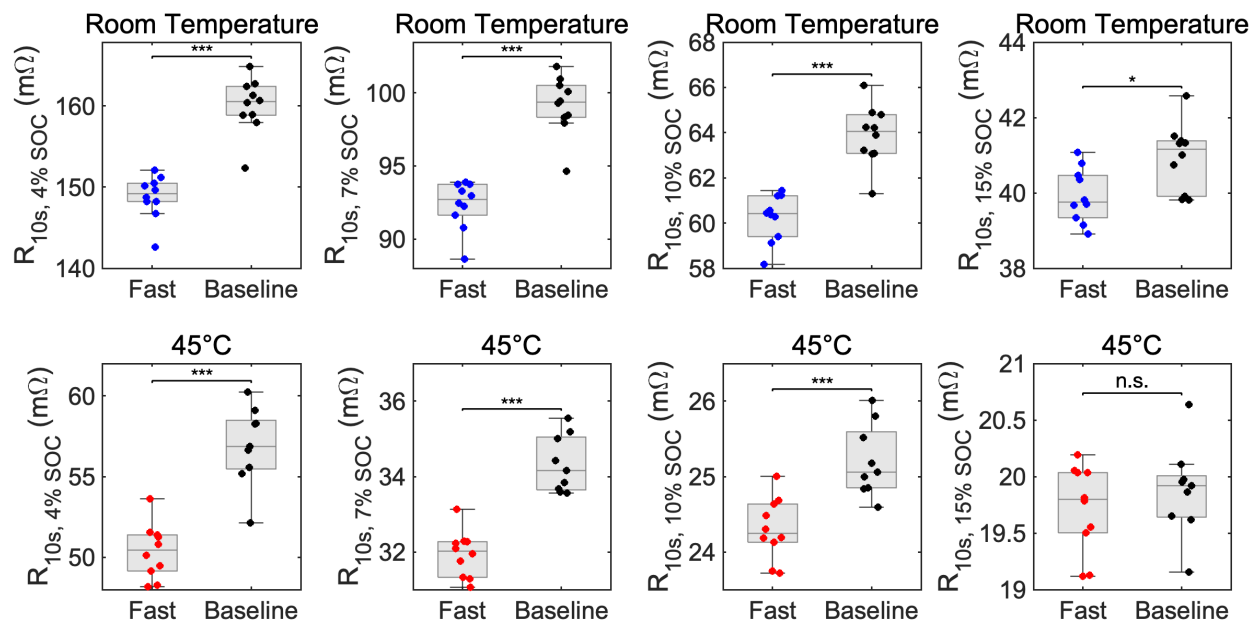 Room Temperature
R10s, 4% SOC (mΩ)
160
150
140
***
Fast Baseline
Room Temperature
R10s, 7% SOC (mΩ)
100
95
90
***
Fast Baseline
Room Temperature
R10s, 10% SOC (mΩ)
68
66
64
62
60
58
***
Fast Baseline
Room Temperature
R10s, 15% SOC (mΩ)
44
42
40
38
*
Fast Baseline
45°C
R10s, 4% SOC (mΩ)
60
55
50
***
Fast Baseline
45°C
R10s, 7% SOC (mΩ)
36
34
32
***
Fast Baseline
45°C
R10s, 10% SOC (mΩ)
26
25
24
***
Fast Baseline
45°C
R10s, 15% SOC (mΩ)
21
20.5
20
19.5
19
n.s.
Fast Baseline